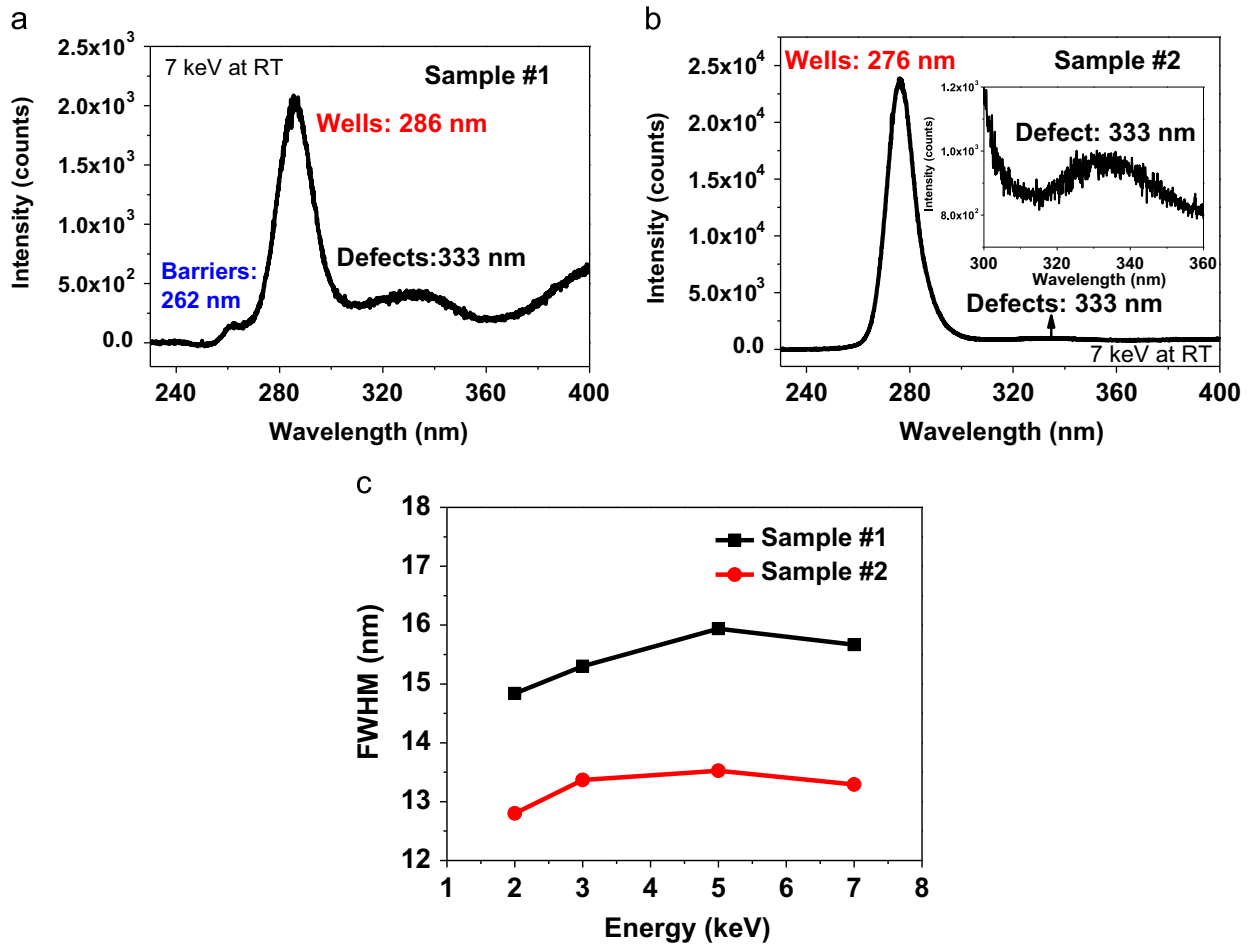 a
7 keV at RT
Sample #1
Wells: 286 nm
Barriers:
262 nm
Defects:333 nm
2.5x10³
2.0x10³
1.5x10³
1.0x10³
5.0x10²
0.0
Intensity (counts)
240 280 320 360 400
Wavelength (nm)
b
Wells: 276 nm
Sample #2
2.5x10⁴
2.0x10⁴
2.0x10⁴
1.5x10⁴
1.0x10⁴
5.0x10³
0.0
Intensity (counts)
Defect: 333 nm
1.2x10³
1.0x10³
8.0x10²
Intensity (counts)
300 320 340 360
Wavelength (nm)
Defects: 333 nm
7 keV at RT
240 280 320 360 400
Wavelength (nm)
c
18
17
16
15
14
13
12
FWHM (nm)
Sample #1
Sample #2
1 2 3 4 5 6 7 8
Energy (keV)